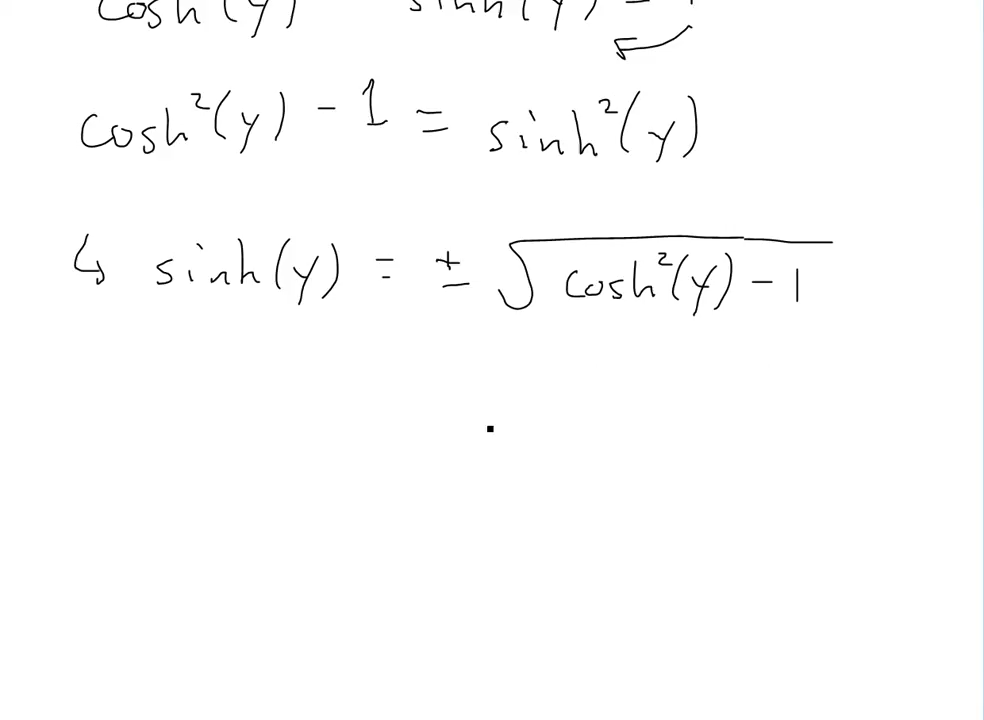 cosh²(y) - 1 = sinh²(y)
↳ sinh(y) = ± √(cosh²(y) - 1)